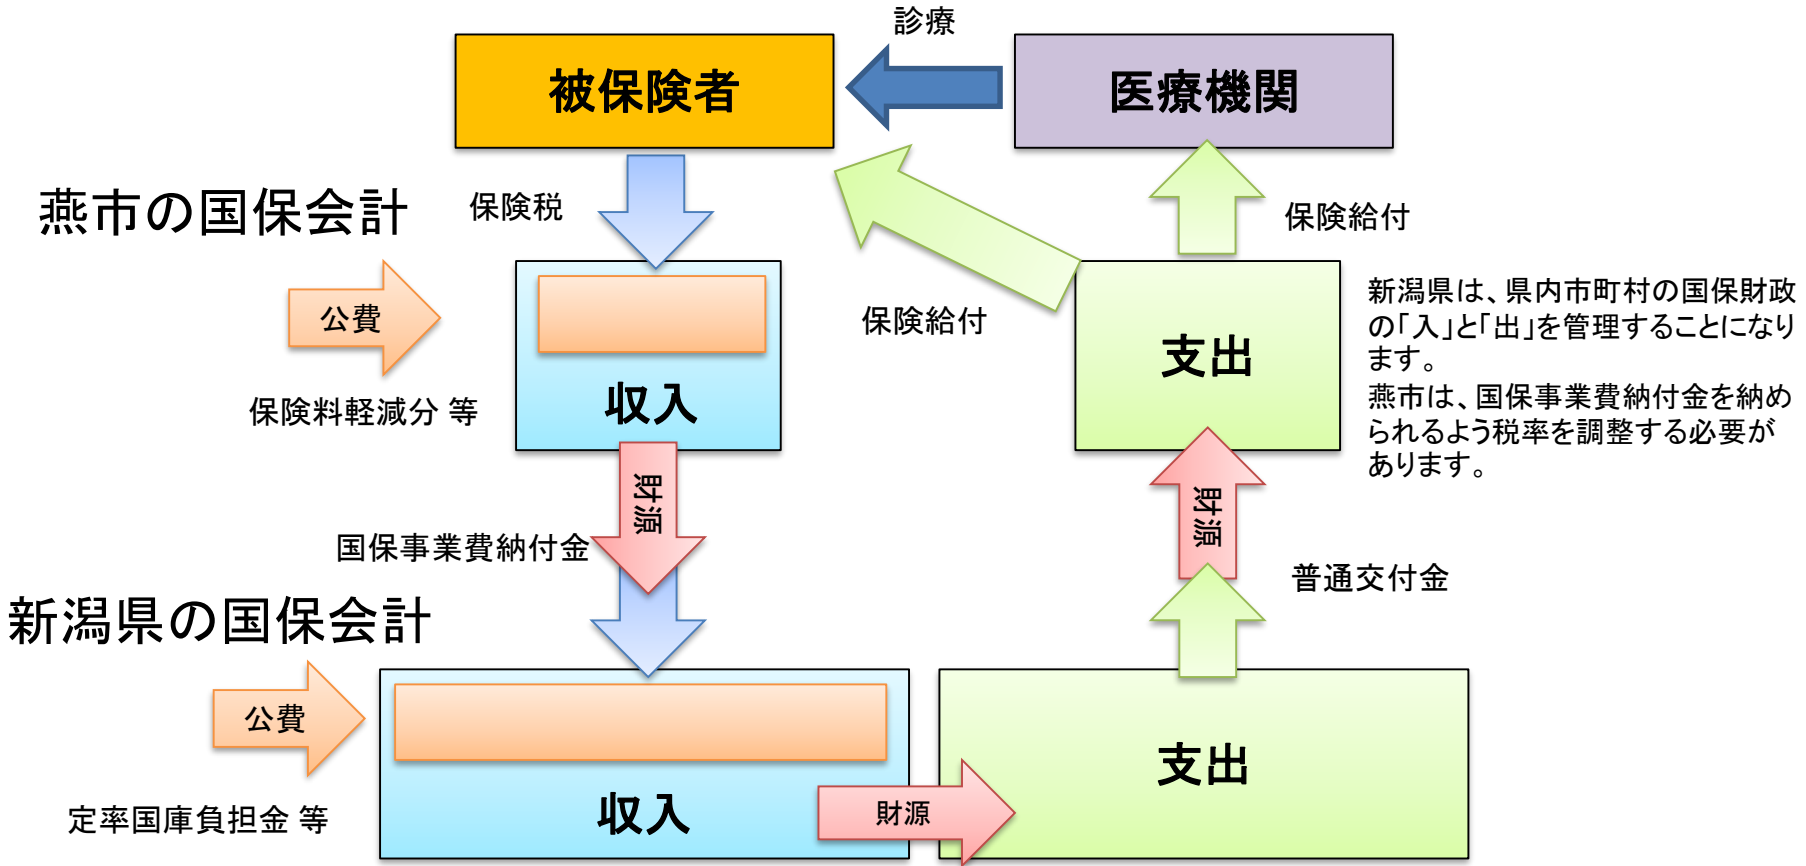 診療
被保険者
医療機関
燕市の国保会計
保険税
保険給付
公費
保険給付
新潟県は、県内市町村の国保財政
の「入」と「出」を管理することになり
ます。
燕市は、国保事業費納付金を納め
られるよう税率を調整する必要が
あります。
支出
保険料軽減分 等
収入
財源
財源
国保事業費納付金
普通交付金
新潟県の国保会計
公費
支出
定率国庫負担金 等
収入
財源